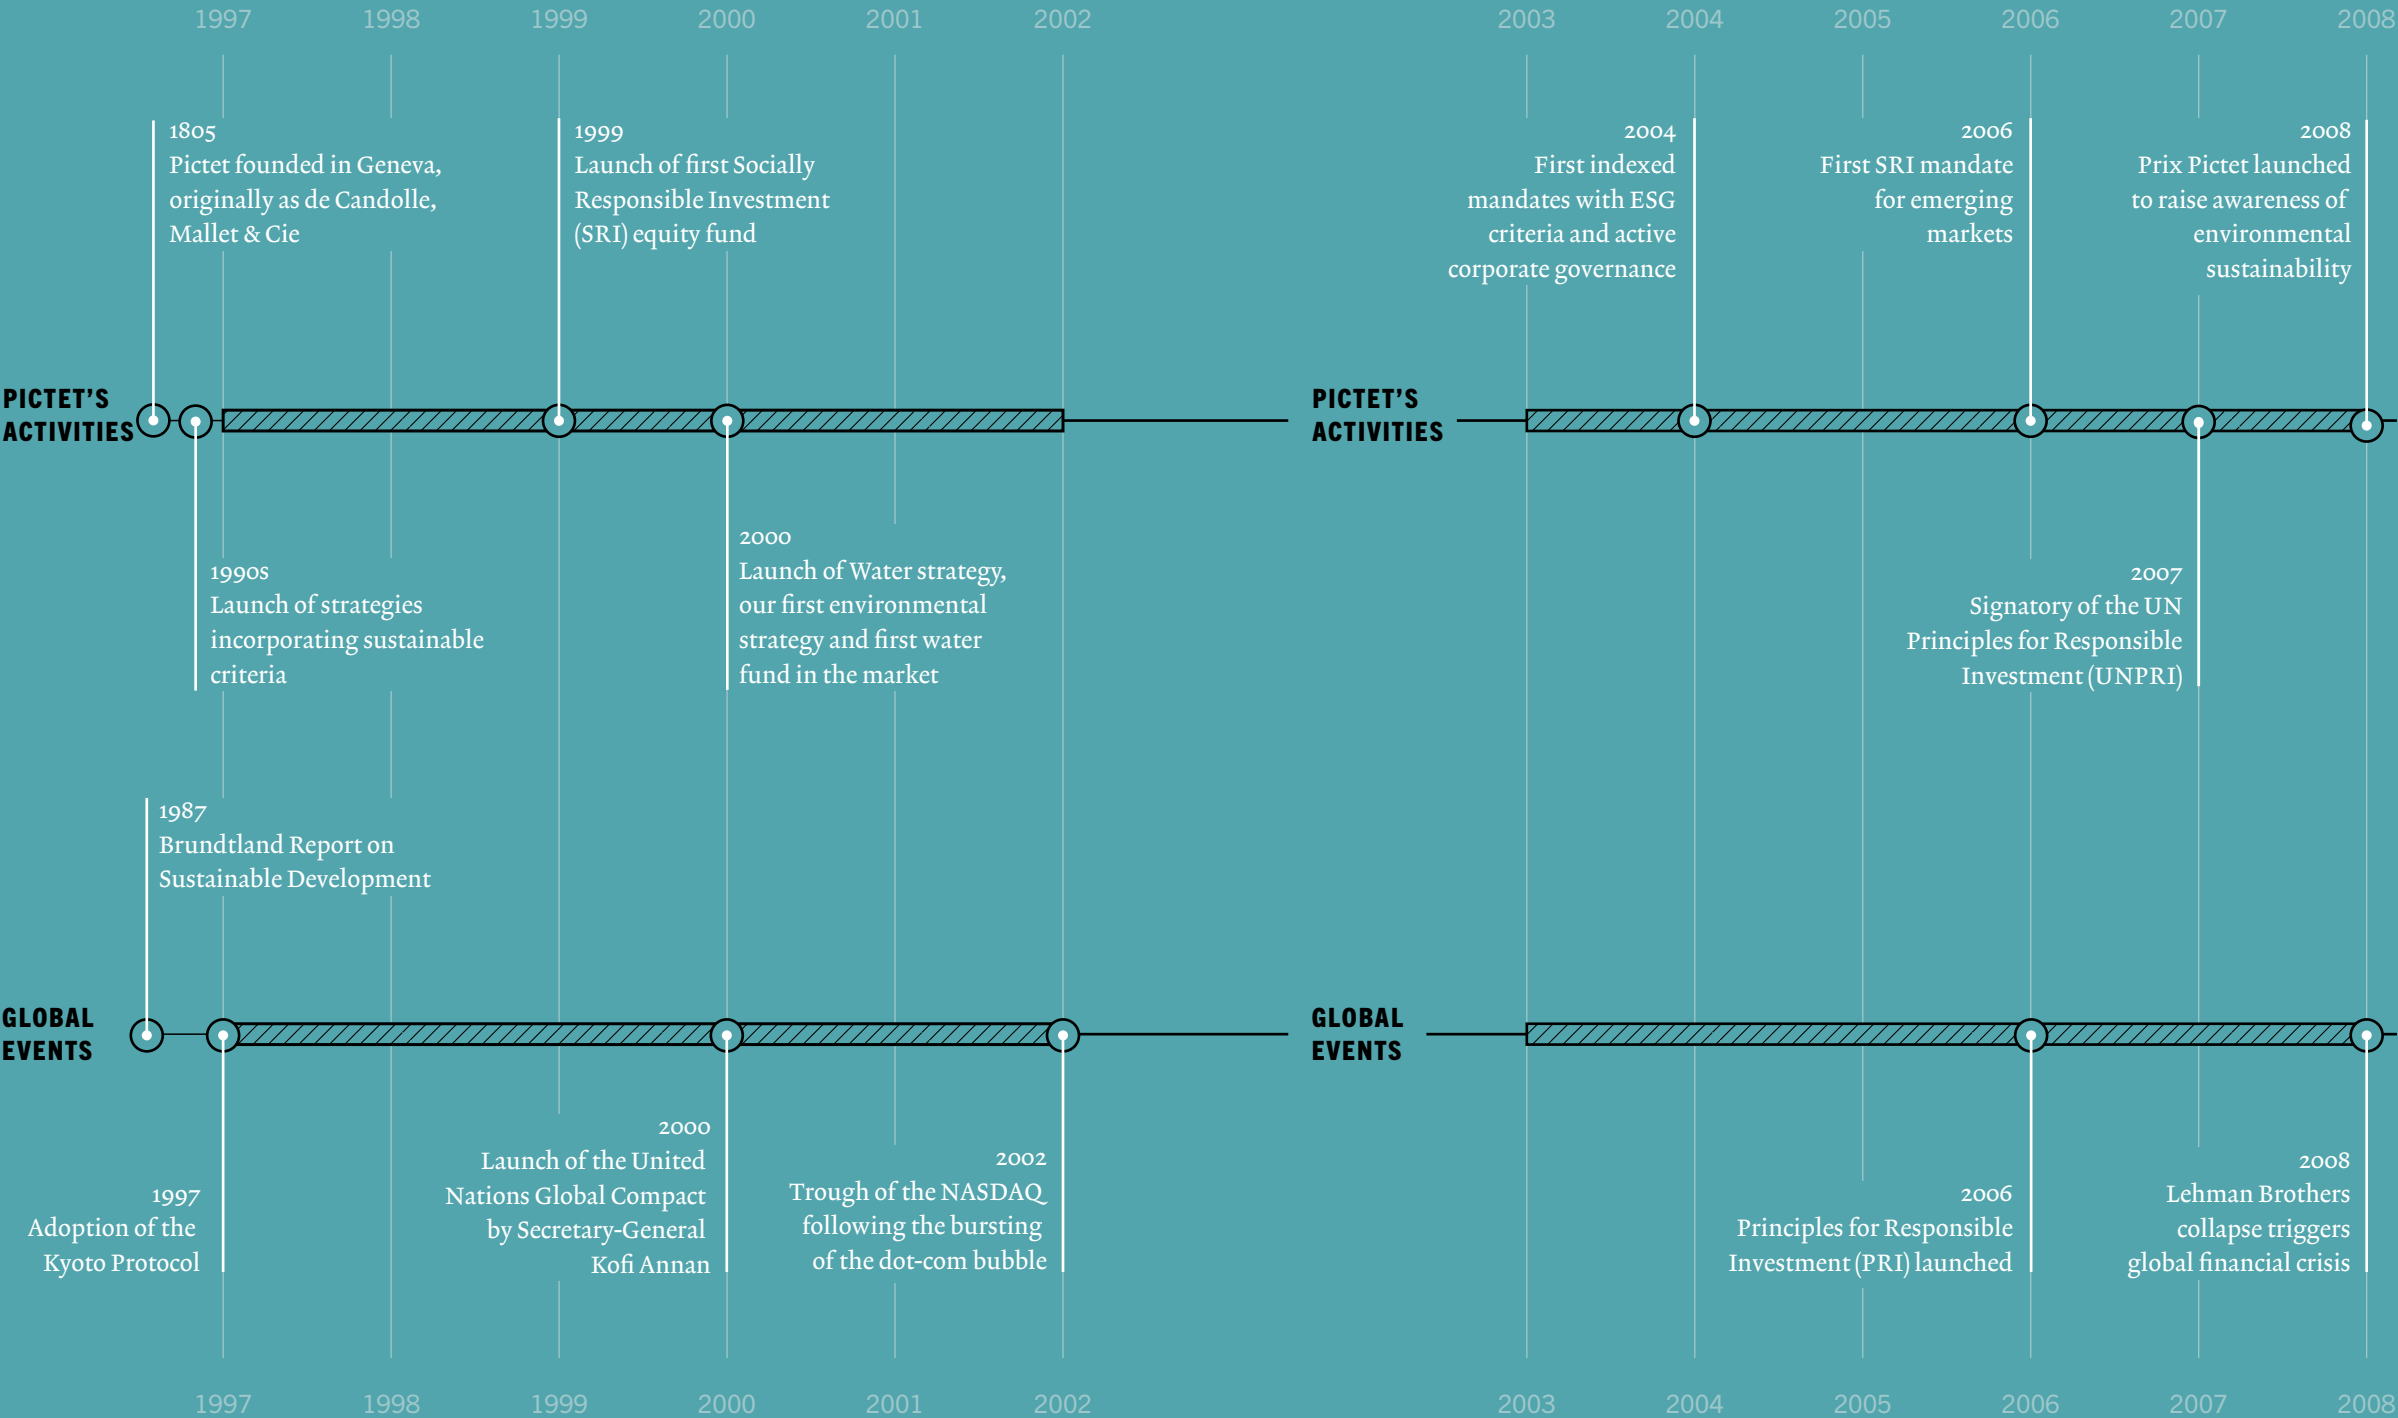 1997 1998 1999 2000 2001 2002 2003 2004 2005 2006 2007 2008
1805
Pictet founded in Geneva,
originally as de Candolle,
Mallet & Cie
1999
Launch of first Socially
Responsible Investment
(SRI) equity fund
2004
First indexed
mandates with ESG
criteria and active
corporate governance
2006
First SRI mandate
for emerging
markets
2008
Prix Pictet launched
to raise awareness of
environmental
sustainability
PICTET’S
ACTIVITIES
PICTET’S
ACTIVITIES
1990s
Launch of strategies
incorporating sustainable
criteria
2000
Launch of Water strategy,
our first environmental
strategy and first water
fund in the market
2007
Signatory of the UN
Principles for Responsible
Investment (UNPRI)
1987
Brundtland Report on
Sustainable Development
GLOBAL
EVENTS
GLOBAL
EVENTS
1997
Adoption of the
Kyoto Protocol
2000
Launch of the United
Nations Global Compact
by Secretary-General
Kofi Annan
2002
Trough of the NASDAQ
following the bursting
of the dot-com bubble
2006
Principles for Responsible
Investment (PRI) launched
2008
Lehman Brothers
collapse triggers
global financial crisis
1997 1998 1999 2000 2001 2002 2003 2004 2005 2006 2007 2008